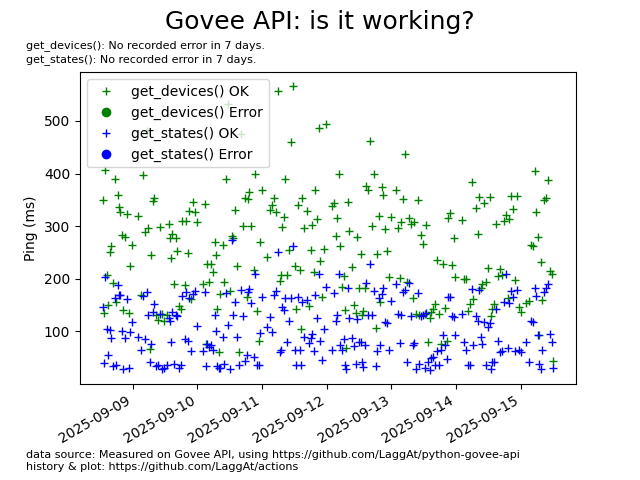 Govee API: is it working?
get_devices(): No recorded error in 7 days.
get_states(): No recorded error in 7 days.
get_devices() OK
get_devices() Error
get_states() OK
get_states() Error
Ping (ms)
500
400
300
200
100
2025-09-09
2025-09-10
2025-09-11
2025-09-12
2025-09-13
2025-09-14
2025-09-15
data source: Measured on Govee API, using https://github.com/LaggAt/python-govee-api
history & plot: https://github.com/LaggAt/actions